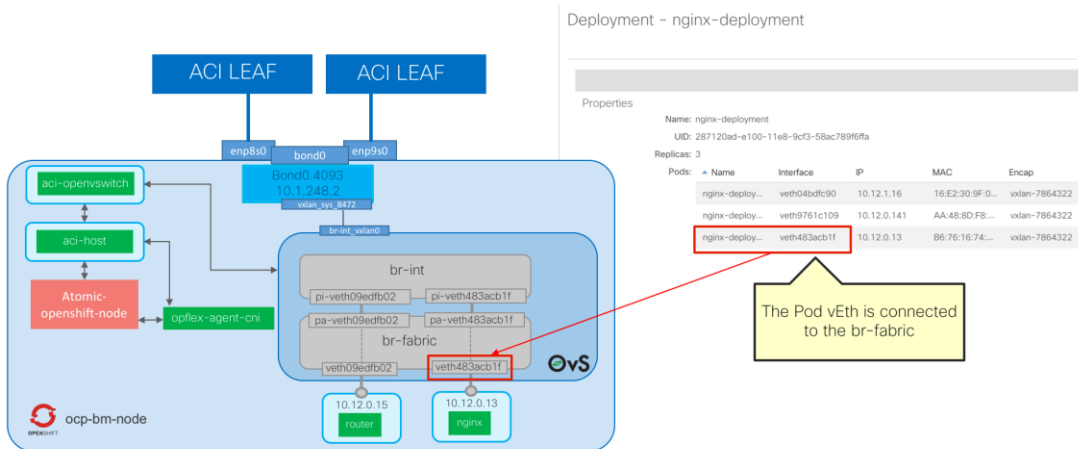 Deployment - nginx-deployment
ACI LEAF
ACI LEAF
Properties
Name: nginx-deployment
UID: 287120ad-e100-11e8-9cf3-58ac789f6ffa
Replicas: 3
Pods: Name Interface IP MAC Encap
nginx-deploy... veth04bdfc90 10.12.1.16 16:E2:30:9F:0... vxlan-7864322
nginx-deploy... veth9761c109 10.12.0.141 AA:48:8D:F8:... vxlan-7864322
nginx-deploy... veth483acb1f 10.12.0.13 B6:76:16:74:... vxlan-7864322
The Pod vEth is connected
to the br-fabric
enp8s0
bond0
enp9s0
Bond0.4093
10.1.248.2
vxlan_sys_8472
br-int_vxlan0
aci-openvswitch
aci-host
Atomic-
openshift-node
opflex-agent-cni
br-int
pi-veth09edfb02
pi-veth483acb1f
pa-veth09edfb02
pa-veth483acb1f
br-fabric
veth09edfb02
veth483acb1f
OvS
10.12.0.15
router
10.12.0.13
nginx
OPENSHIFT
ocp-bm-node